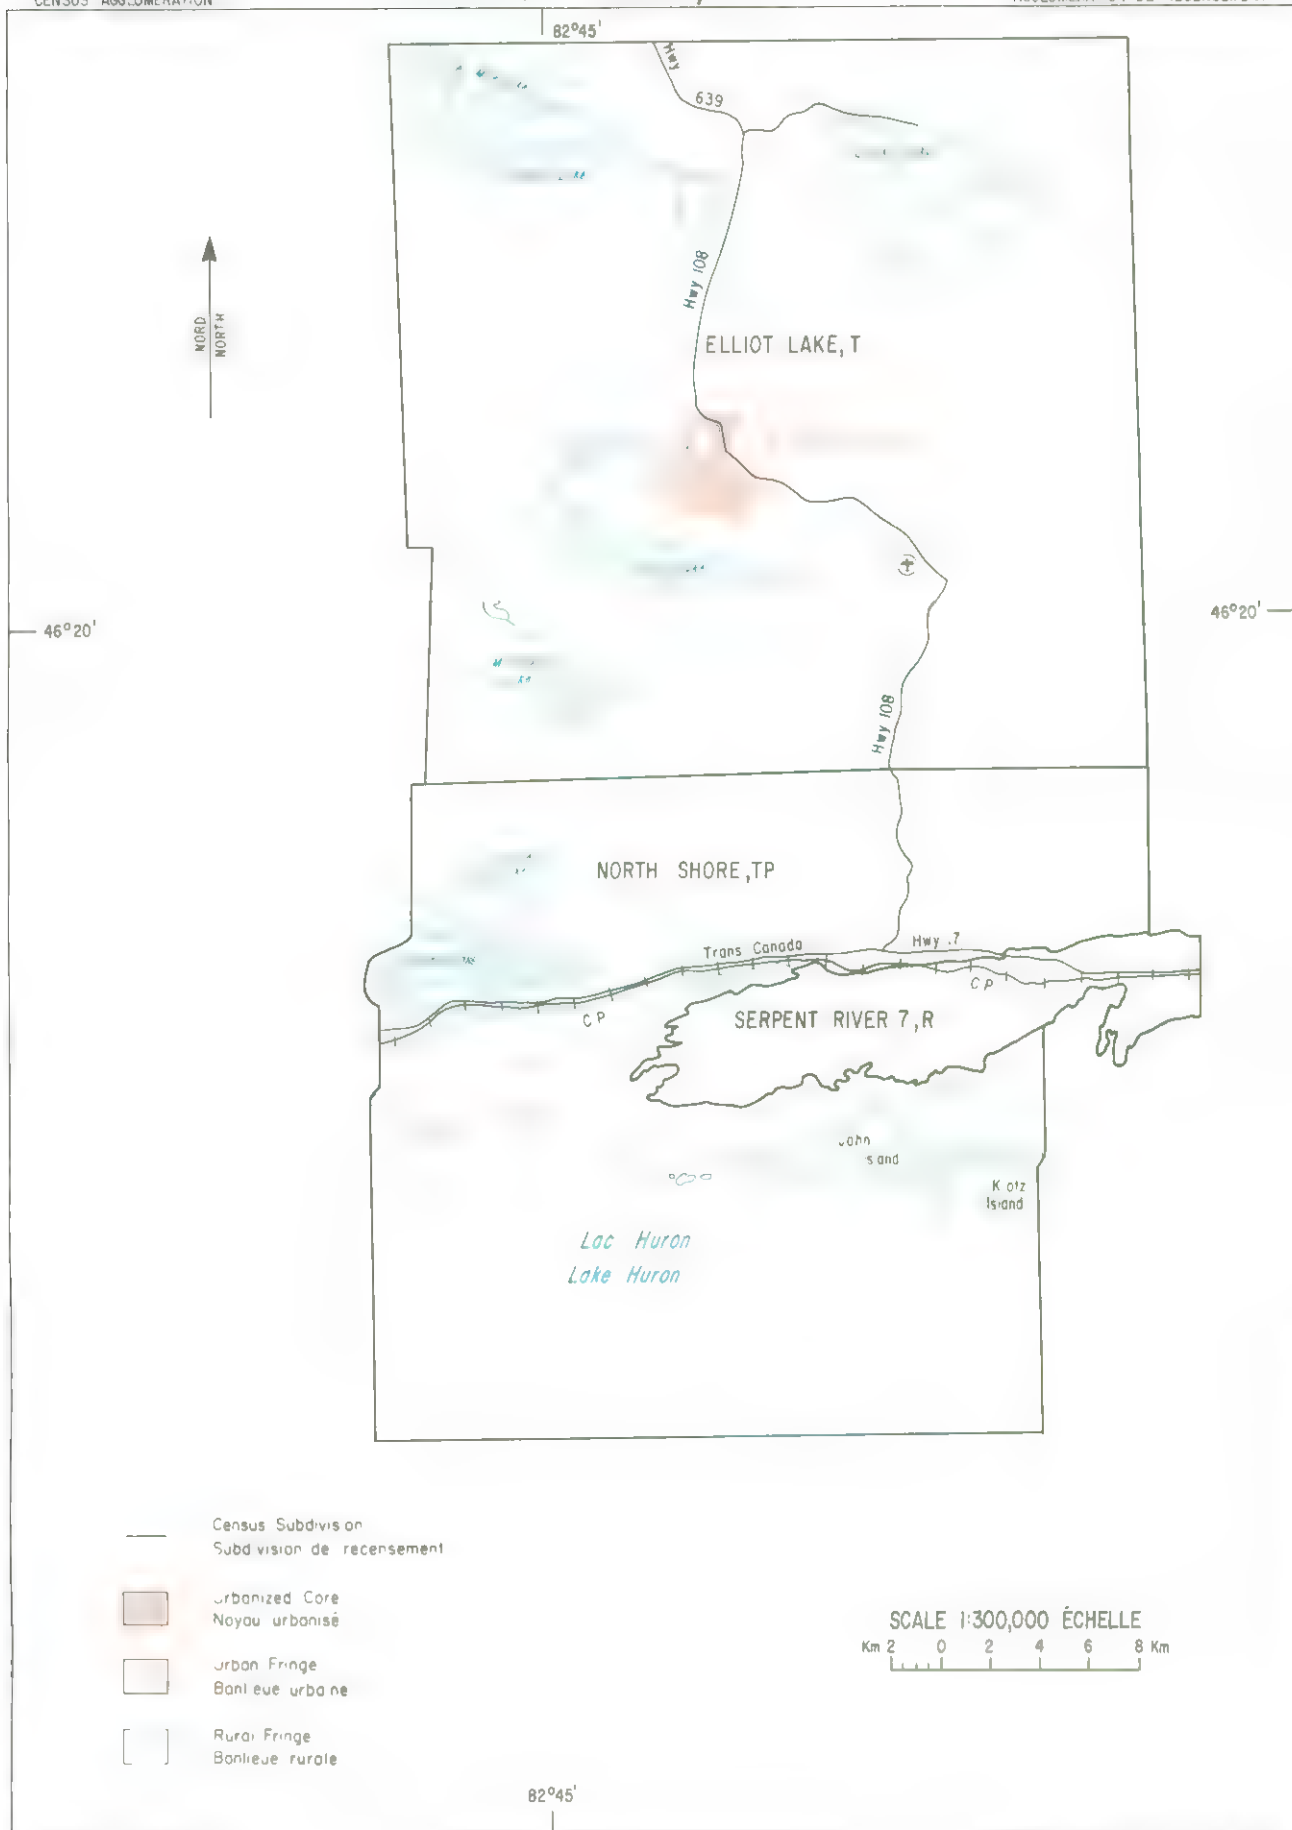 CENSUS AGGLOMERATION
82°45'
Hwy
639
Hwy 108
NORD
NORTH
ELLIOT LAKE, T
46°20'
46°20'
Hwy 108
NORTH SHORE, TP
Trans Canada
Hwy 17
C P
C P
SERPENT RIVER 7, R
John
Island
Island
Lac Huron
Lake Huron
Census Subdivision
Subdivision de recensement
Urbanized Core
Noyau urbanisé
Urban Fringe
Banlieue urbaine
Rural Fringe
Banlieue rurale
SCALE 1:300,000 ÉCHELLE
Km 2 0 2 4 6 8 Km
82°45'